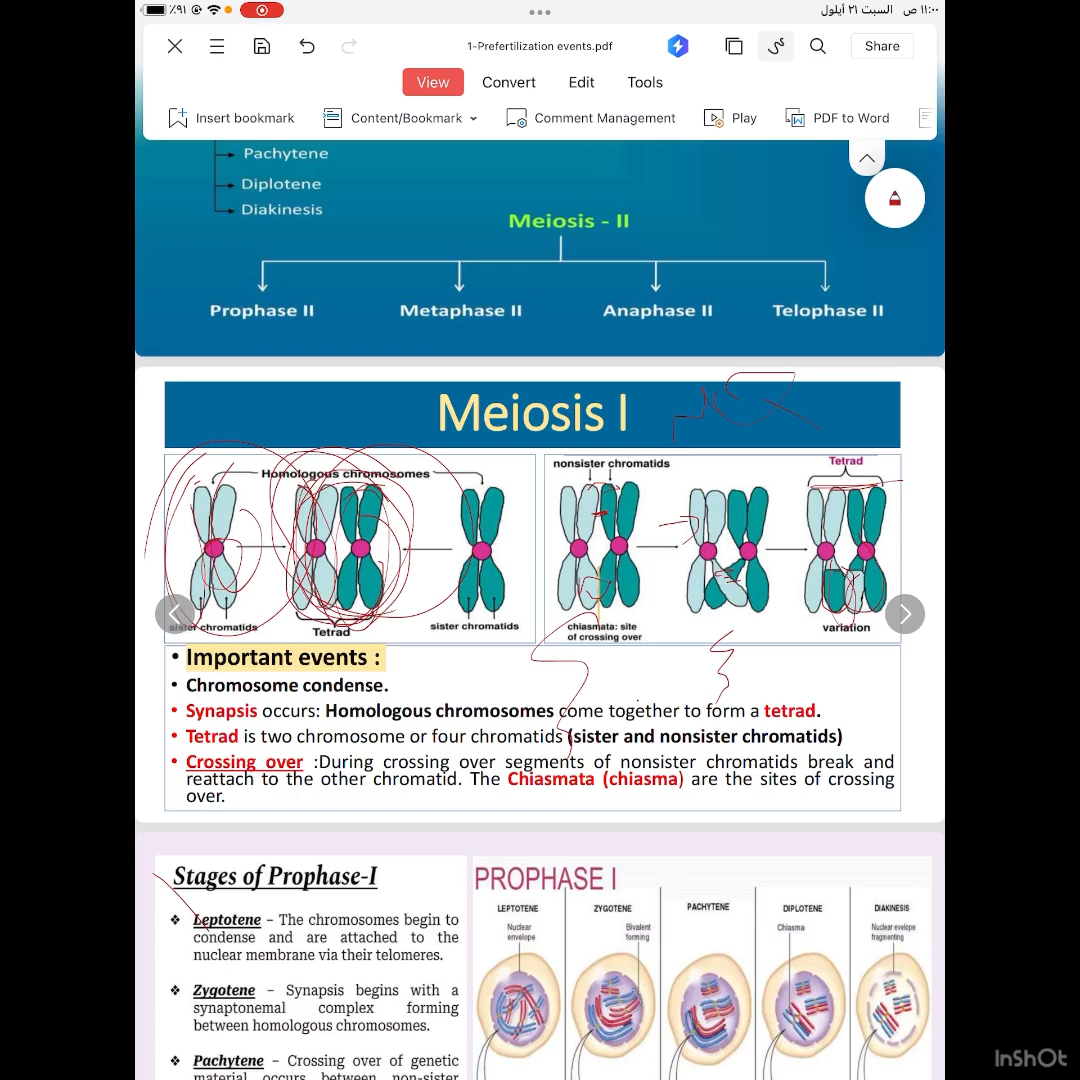 ٪٩١
١١:٠٠ ص السبت ٢١ أيلول
1-Prefertilization events.pdf
Share
View Convert Edit Tools
Insert bookmark Content/Bookmark Comment Management Play PDF to Word
Pachytene
Diplotene
Diakinesis
Meiosis - II
Prophase II Metaphase II Anaphase II Telophase II
Meiosis I
Homologous chromosomes
sister chromatids
Tetrad
sister chromatids
nonsister chromatids
Tetrad
chiasmata: site
of crossing over
variation
• Important events :
• Chromosome condense.
• Synapsis occurs: Homologous chromosomes come together to form a tetrad.
• Tetrad is two chromosome or four chromatids (sister and nonsister chromatids)
• Crossing over :During crossing over segments of nonsister chromatids break and
reattach to the other chromatid. The Chiasmata (chiasma) are the sites of crossing
over.
Stages of Prophase-I
❖ Leptotene – The chromosomes begin to
condense and are attached to the
nuclear membrane via their telomeres.
❖ Zygotene – Synapsis begins with a
synaptonemal complex forming
between homologous chromosomes.
❖ Pachytene – Crossing over of genetic
material occurs between non-sister
PROPHASE I
LEPTOTENE ZYGOTENE PACHYTENE DIPLOTENE DIAKINESIS
Nuclear
envelope
Bivalent
forming
Chiasma
Nuclear evelope
fragmenting
InShOt